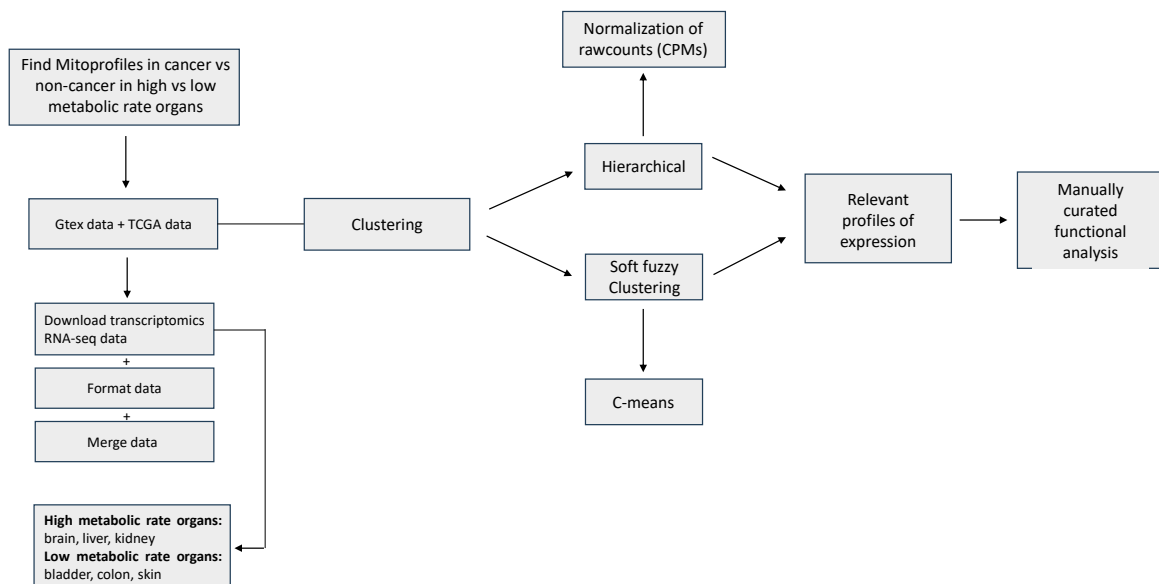 Find Mitoprofiles in cancer vs
non-cancer in high vs low
metabolic rate organs
Gtex data + TCGA data
Download transcriptomics
RNA-seq data
+
Format data
+
Merge data
High metabolic rate organs:
brain, liver, kidney
Low metabolic rate organs:
bladder, colon, skin
Clustering
Normalization of
rawcounts (CPMs)
Hierarchical
Soft fuzzy
Clustering
C-means
Relevant
profiles of
expression
Manually
curated
functional
analysis